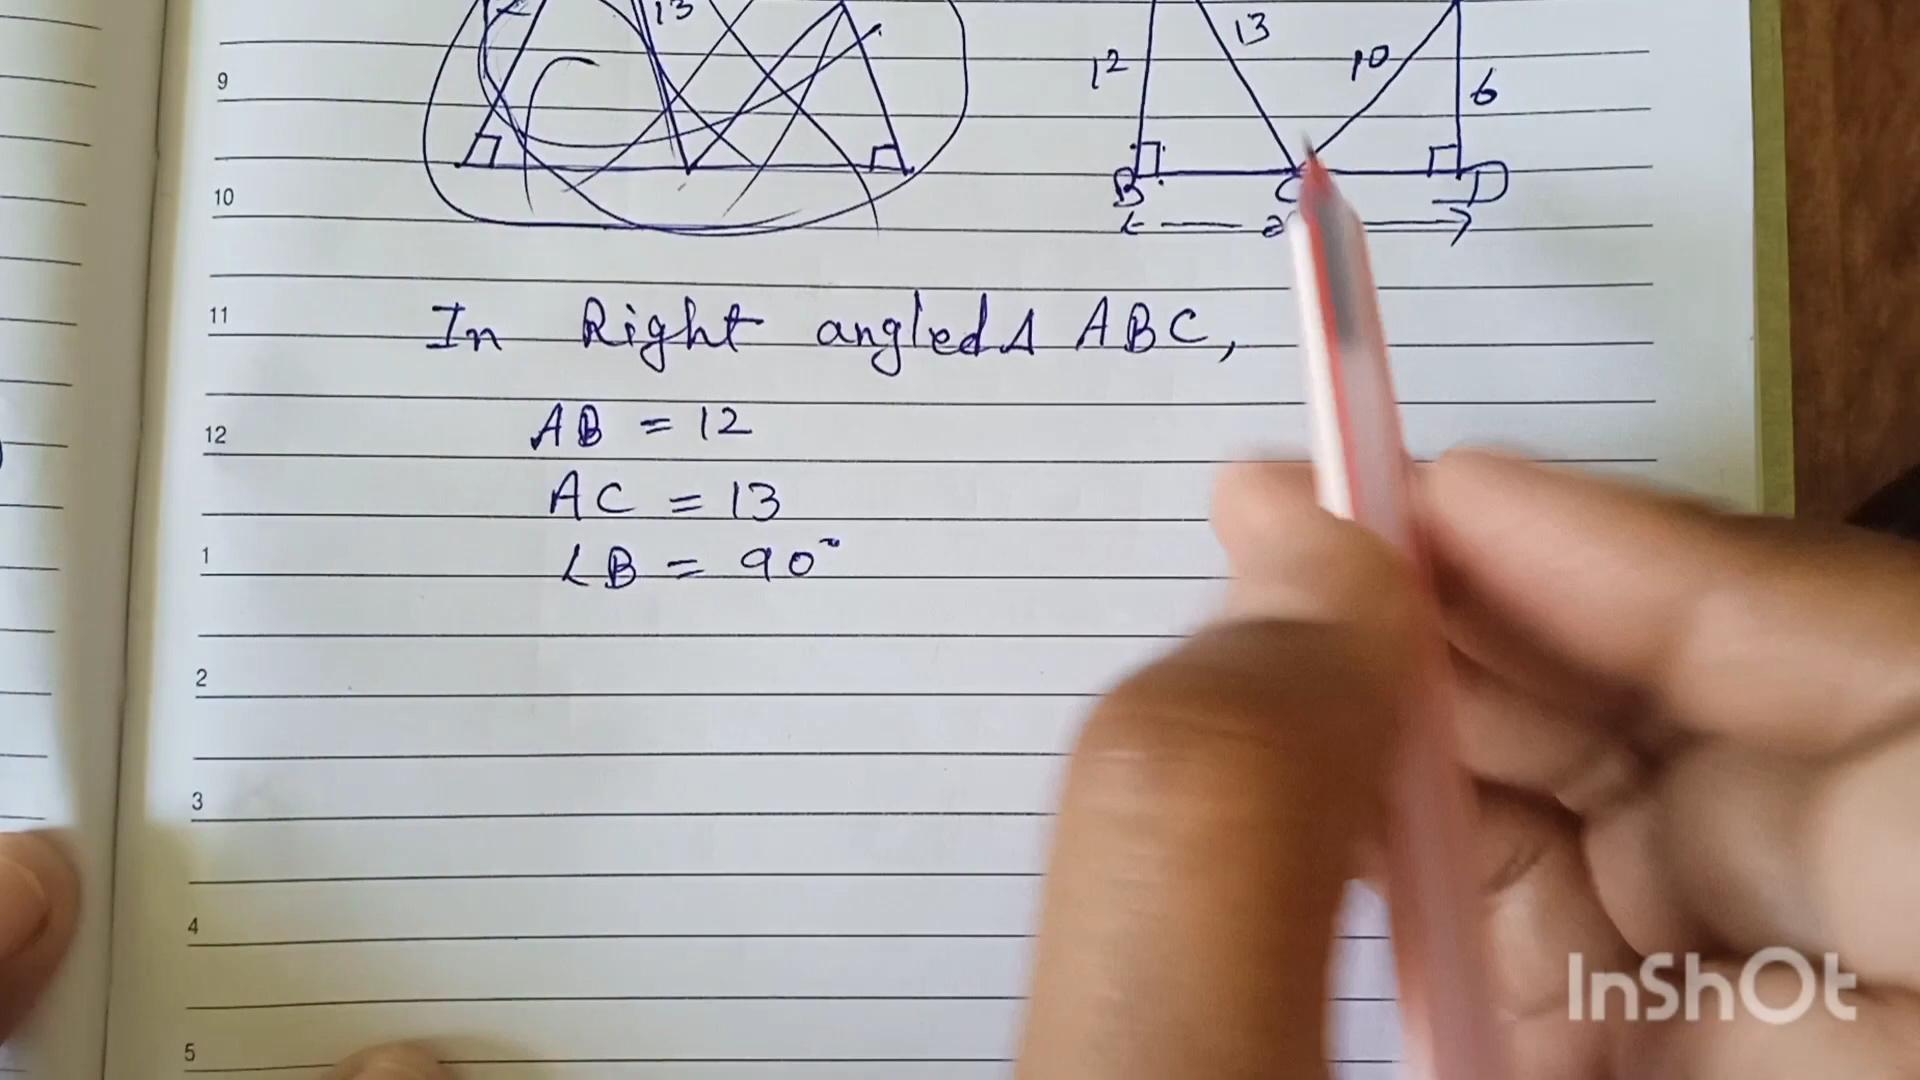 13
13
12
10
6
9
B
C
D
10
11
In Right angled Δ ABC,
12
AB = 12
AC = 13
1
∠B = 90°
2
3
4
InShOt
5